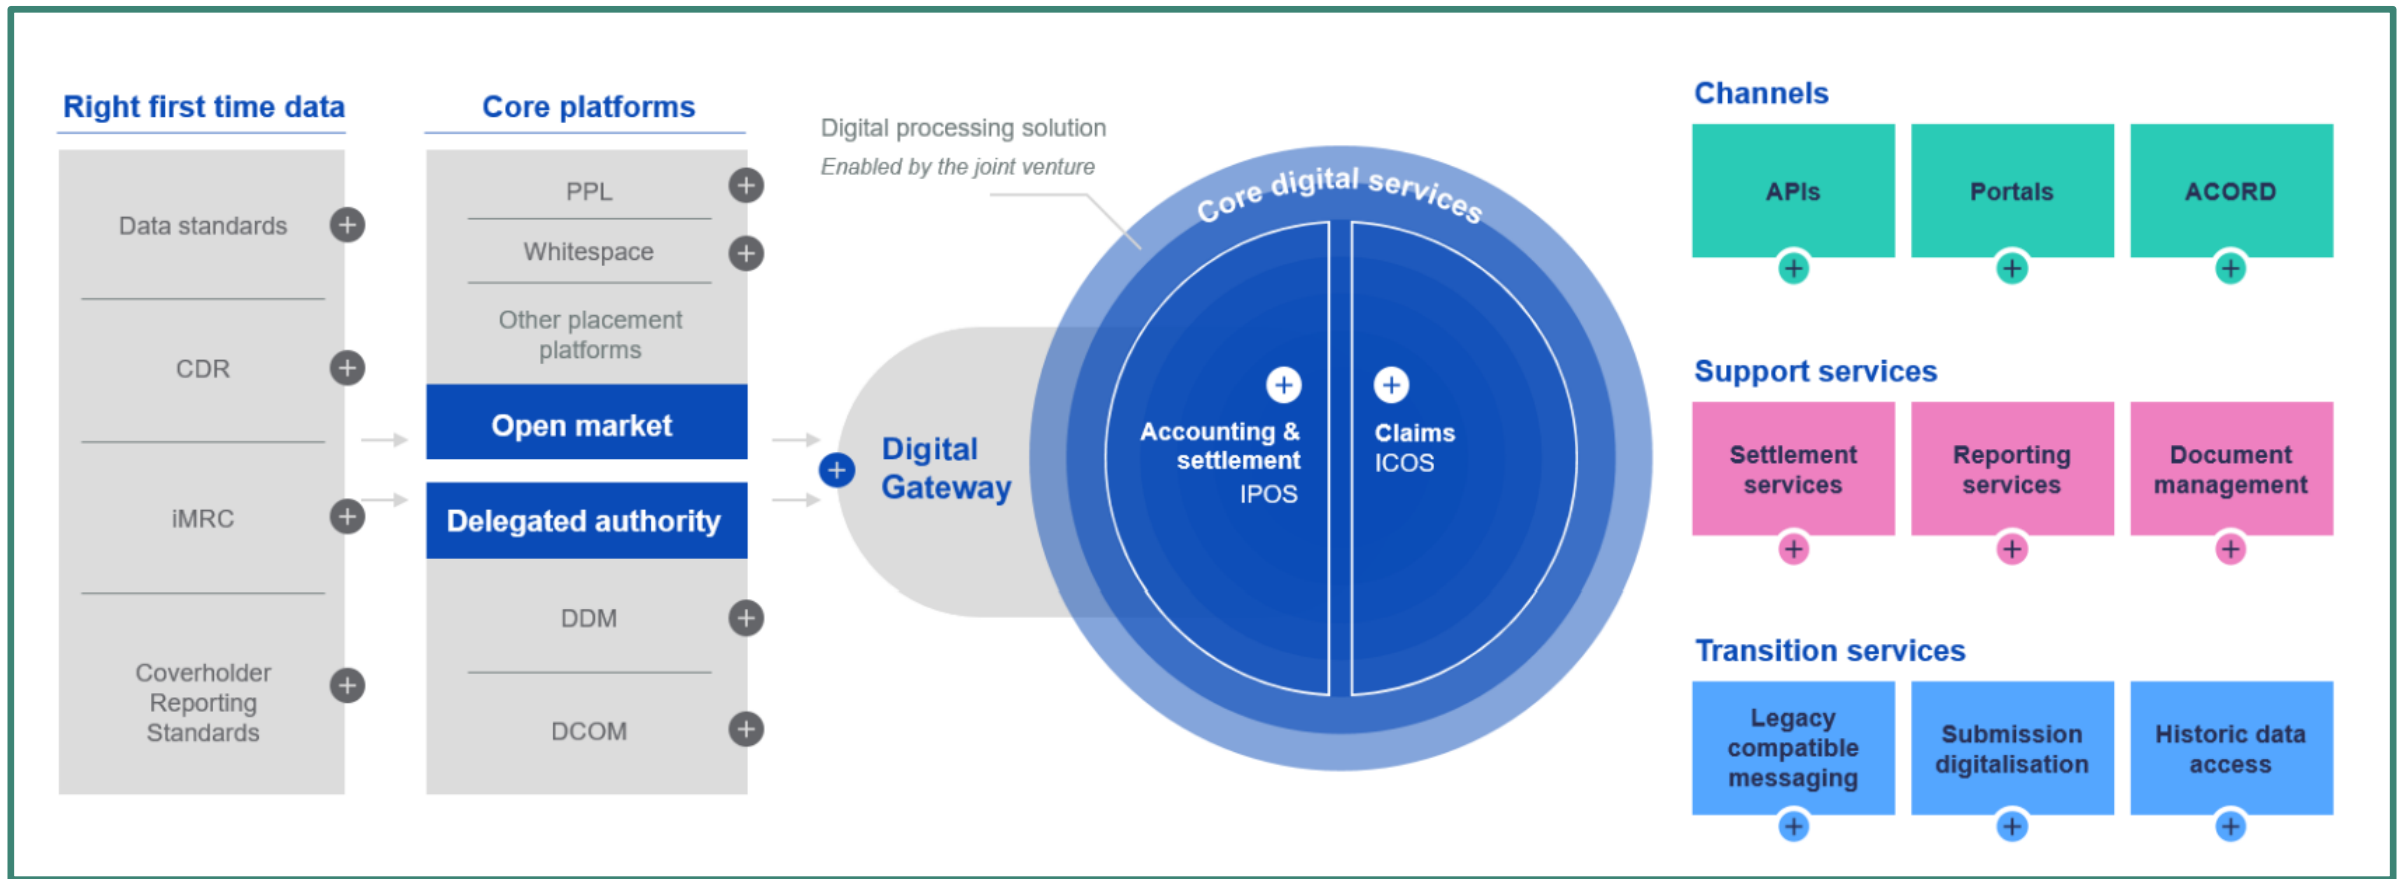 Right first time data
Data standards
CDR
iMRC
Coverholder
Reporting
Standards
Core platforms
PPL
Whitespace
Other placement
platforms
Open market
Delegated authority
DDM
DCOM
Digital processing solution
Enabled by the joint venture
Digital
Gateway
Core digital services
Accounting &
settlement
IPOS
Claims
ICOS
Channels
APIs
Portals
ACORD
Support services
Settlement
services
Reporting
services
Document
management
Transition services
Legacy
compatible
messaging
Submission
digitalisation
Historic data
access